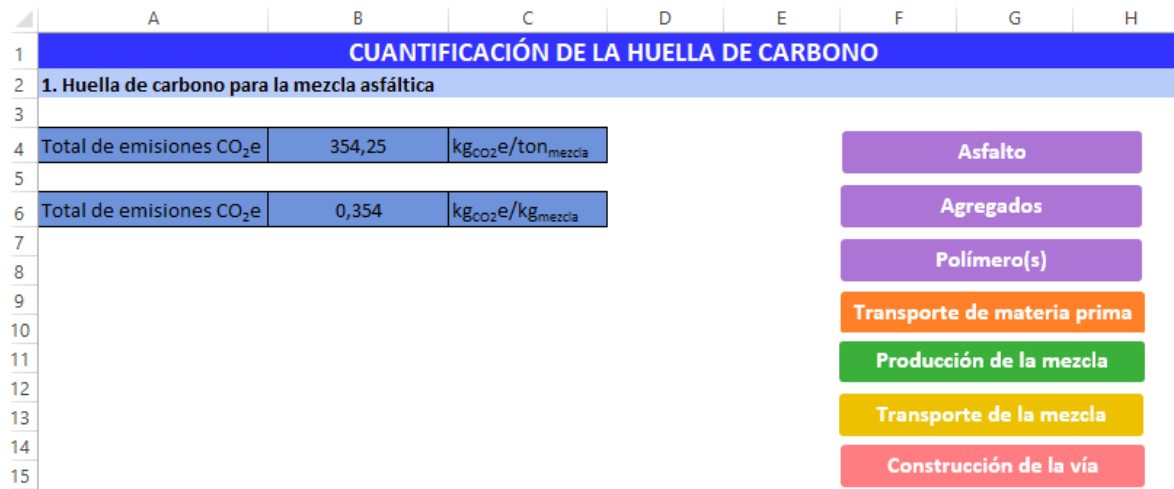 A B C D E F G H
1 CUANTIFICACIÓN DE LA HUELLA DE CARBONO
2 1. Huella de carbono para la mezcla asfáltica
3
4 Total de emisiones CO₂e 354,25 kgCO2e/tonmezcla Asfalto
5
6 Total de emisiones CO₂e 0,354 kgCO2e/kgmezcla Agregados
7
8 Polímero(s)
9
Transporte de materia prima
10
11 Producción de la mezcla
12
13 Transporte de la mezcla
14
15 Construcción de la vía